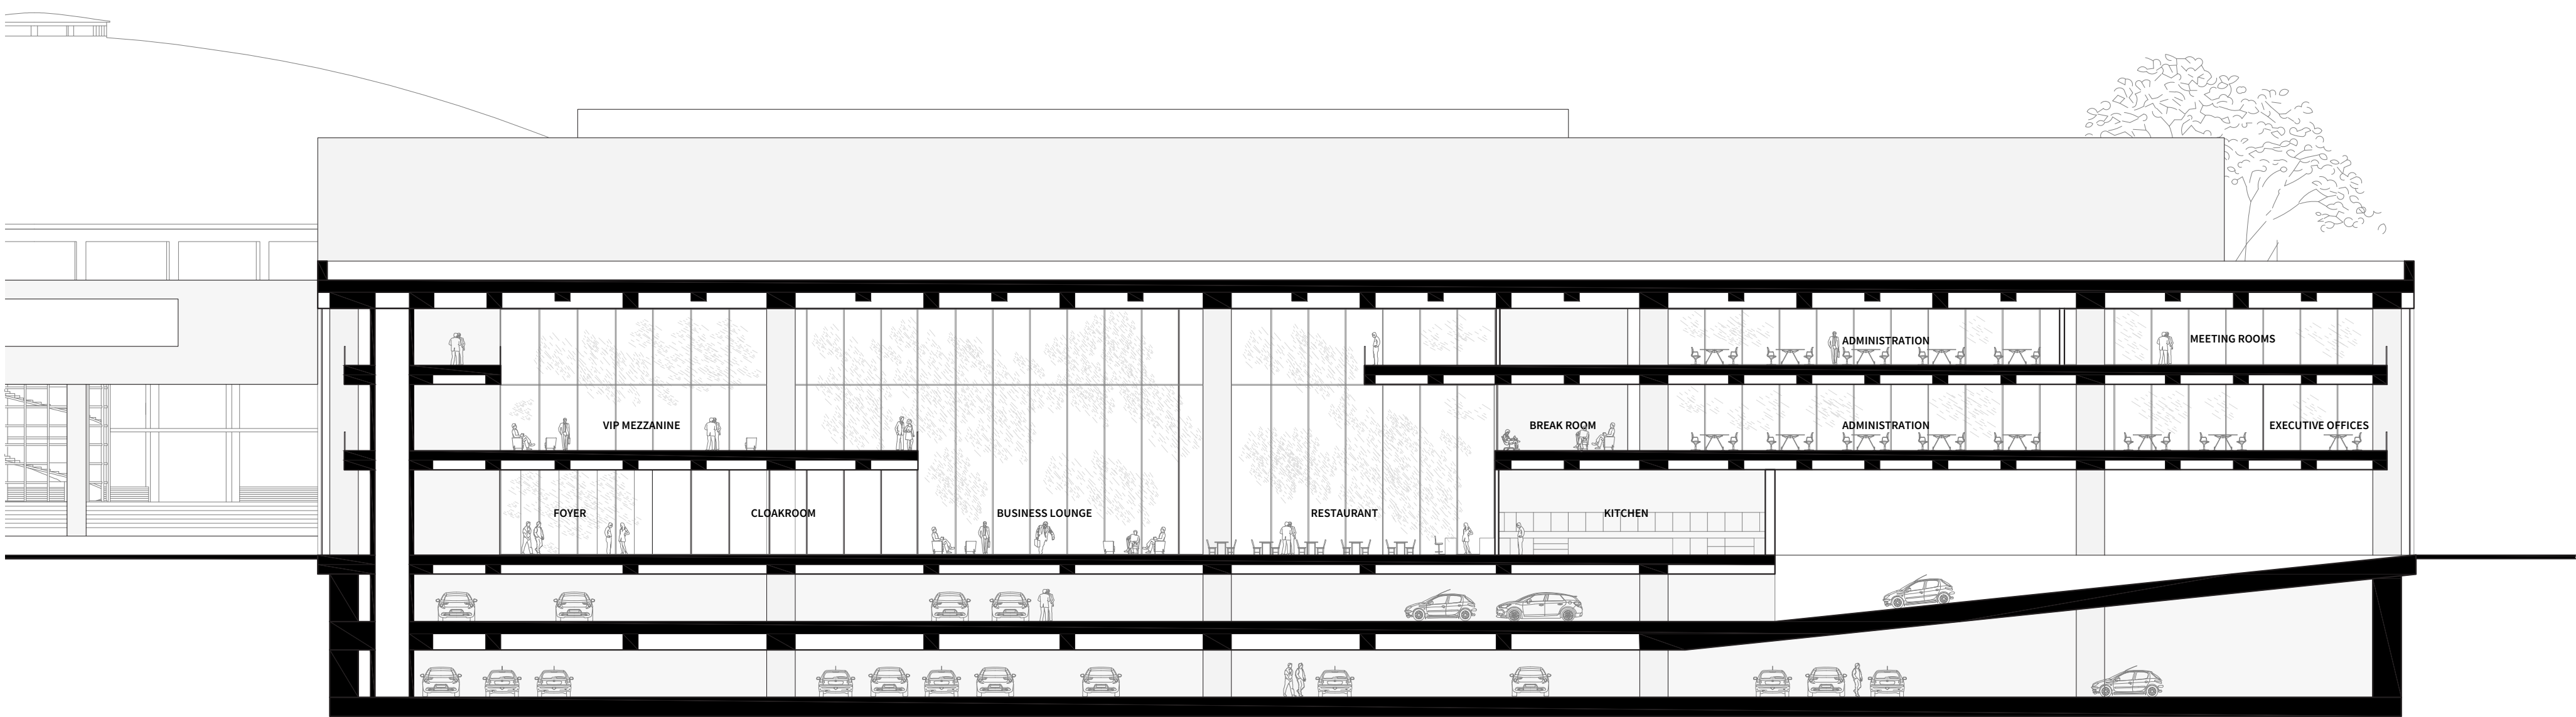 ADMINISTRATION
MEETING ROOMS
VIP MEZZANINE
BREAK ROOM
ADMINISTRATION
EXECUTIVE OFFICES
FOYER
CLOAKROOM
BUSINESS LOUNGE
RESTAURANT
KITCHEN